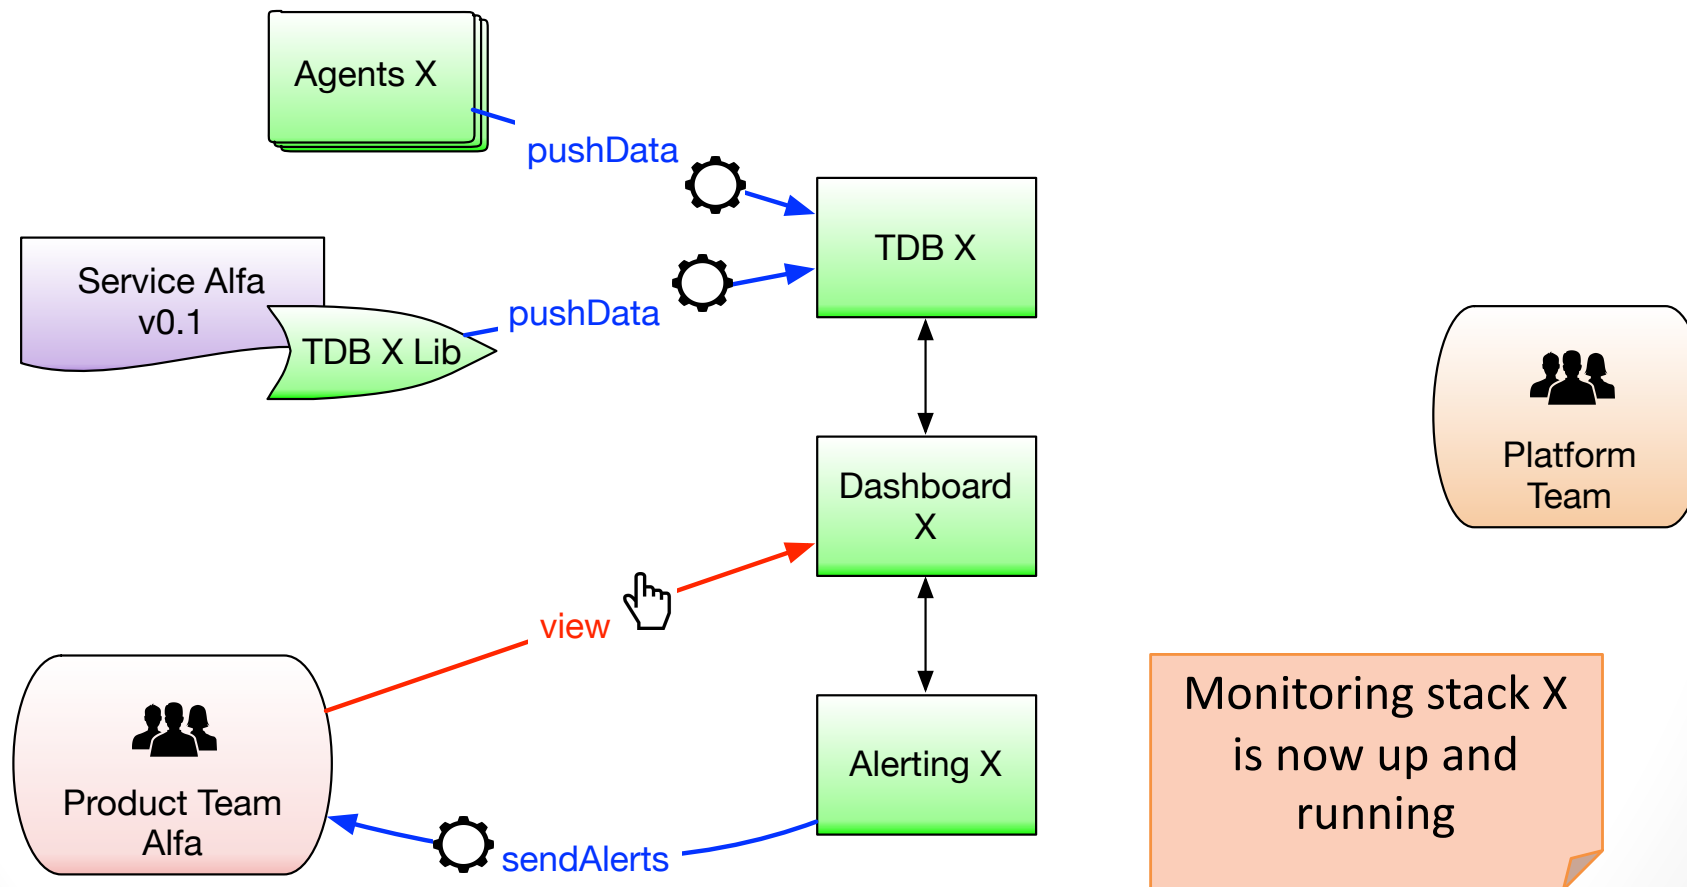 Agents X
pushData
TDB X
Service Alfa
v0.1
TDB X Lib
pushData
Dashboard
X
Platform
Team
view
Product Team
Alfa
Alerting X
sendAlerts
Monitoring stack X
is now up and
running